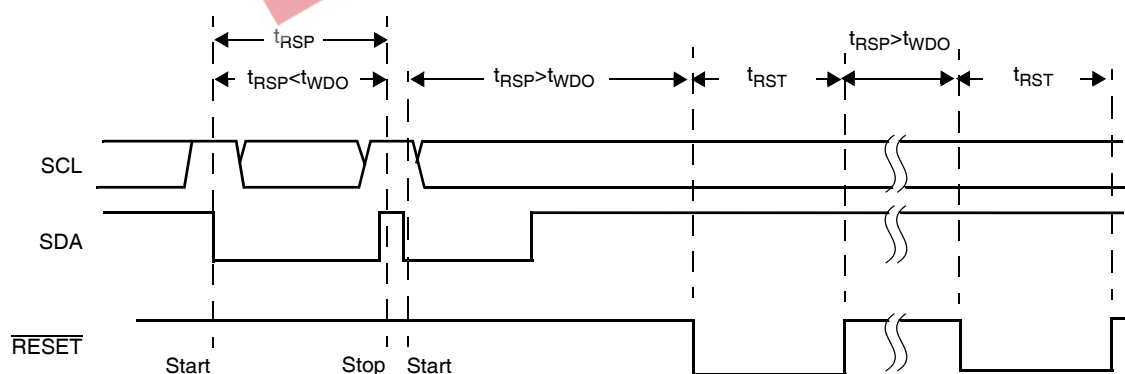 tRSP
tRSP>tWDO
tRSP<tWDO
tRSP>tWDO
tRST
tRST
SCL
SDA
RESET
Start
Stop
Start